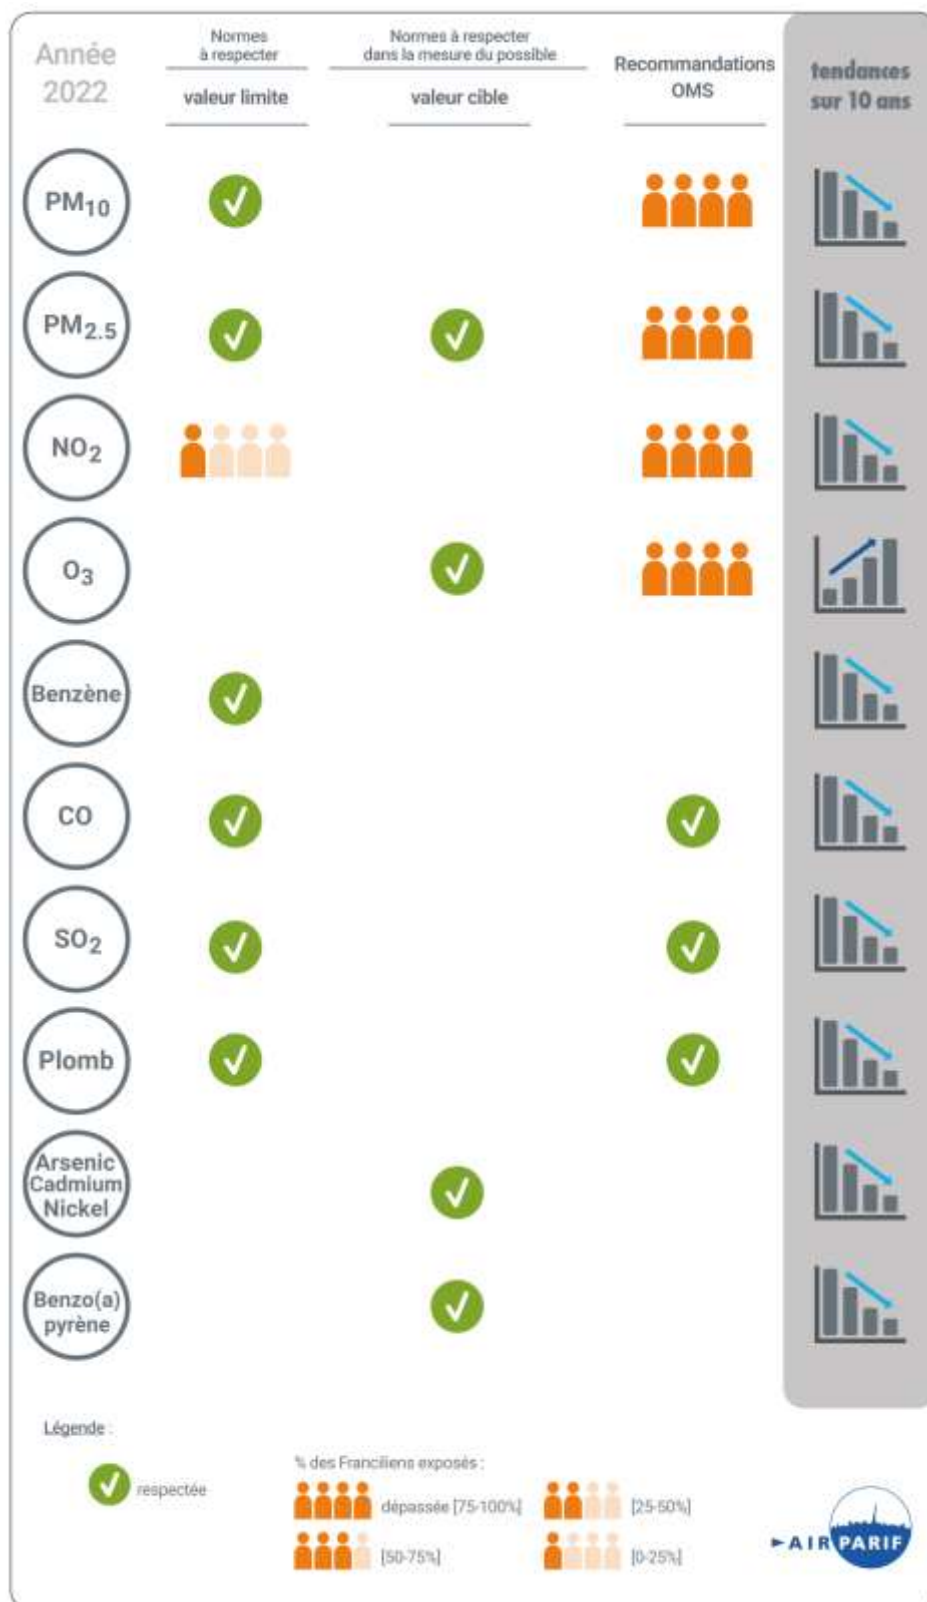 Année
2022
Normes
à respecter
valeur limite
Normes à respecter
dans la mesure du possible
valeur cible
Recommandations
OMS
tendances
sur 10 ans
PM10
PM2.5
NO2
O3
Benzène
CO
SO2
Plomb
Arsenic
Cadmium
Nickel
Benzo(a)
pyrène
Légende :
respectée
% des Franciliens exposés :
dépassée [75-100%]
[25-50%]
[50-75%]
[0-25%]
AIRPARIF